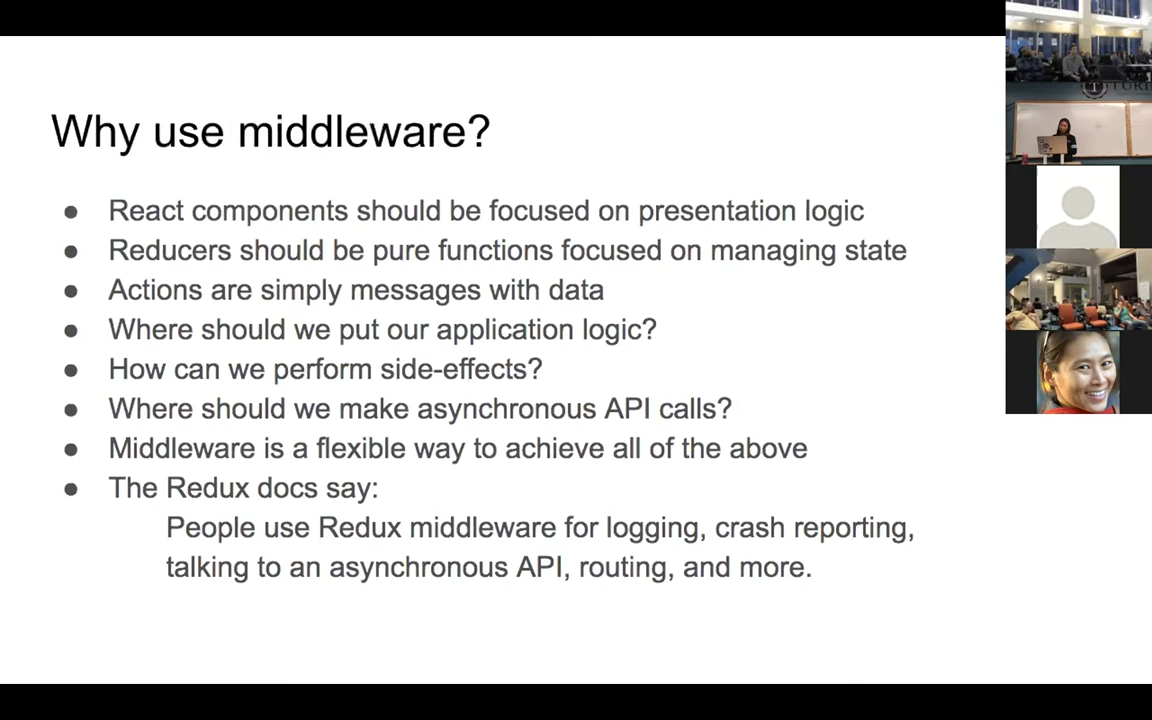 Why use middleware?
● React components should be focused on presentation logic
● Reducers should be pure functions focused on managing state
● Actions are simply messages with data
● Where should we put our application logic?
● How can we perform side-effects?
● Where should we make asynchronous API calls?
● Middleware is a flexible way to achieve all of the above
● The Redux docs say:
People use Redux middleware for logging, crash reporting,
talking to an asynchronous API, routing, and more.